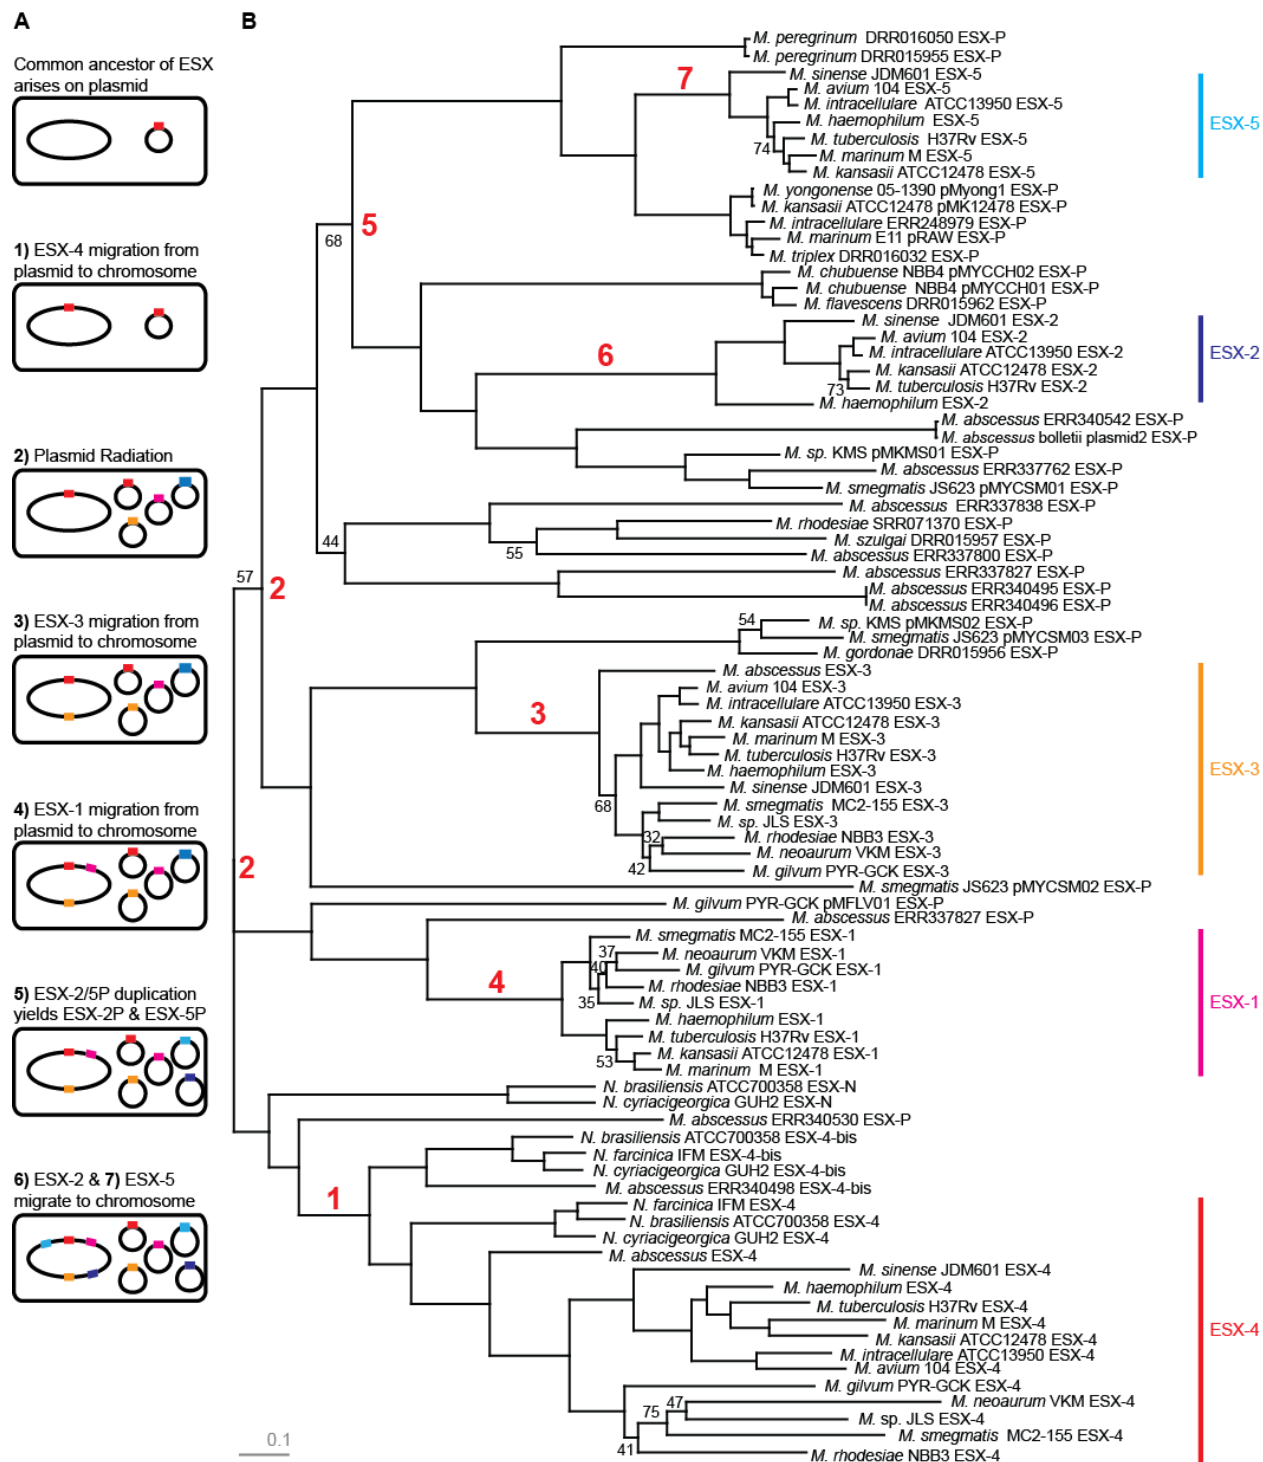 A
Common ancestor of ESX
arises on plasmid
1) ESX-4 migration from
plasmid to chromosome
2) Plasmid Radiation
3) ESX-3 migration from
plasmid to chromosome
4) ESX-1 migration from
plasmid to chromosome
5) ESX-2/5P duplication
yields ESX-2P & ESX-5P
6) ESX-2 & 7) ESX-5
migrate to chromosome
B
M. peregrinum DRR016050 ESX-P
M. peregrinum DRR015955 ESX-P
7
M. sinense JDM601 ESX-5
M. avium 104 ESX-5
M. intracellulare ATCC13950 ESX-5
M. haemophilum ESX-5
ESX-5
M. tuberculosis H37Rv ESX-5
74
M. marinum M ESX-5
M. kansasii ATCC12478 ESX-5
M. yongonense 05-1390 pMyong1 ESX-P
M. kansasii ATCC12478 pMK12478 ESX-P
5
M. intracellulare ERR248979 ESX-P
68
M. marinum E11 pRAW ESX-P
M. triplex DRR016032 ESX-P
M. chubuense NBB4 pMYCCH02 ESX-P
M. chubuense NBB4 pMYCCH01 ESX-P
M. flavescens DRR015962 ESX-P
M. sinense JDM601 ESX-2
M. avium 104 ESX-2
6
M. intracellulare ATCC13950 ESX-2
ESX-2
M. kansasii ATCC12478 ESX-2
73
M. tuberculosis H37Rv ESX-2
M. haemophilum ESX-2
M. abscessus ERR340542 ESX-P
M. abscessus bolletii plasmid2 ESX-P
M. sp. KMS pMKMS01 ESX-P
M. abscessus ERR337762 ESX-P
M. smegmatis JS623 pMYCSM01 ESX-P
M. abscessus ERR337838 ESX-P
M. rhodesiae SRR071370 ESX-P
44
M. szulgai DRR015957 ESX-P
55
M. abscessus ERR337800 ESX-P
57
2
M. abscessus ERR337827 ESX-P
M. abscessus ERR340495 ESX-P
M. abscessus ERR340496 ESX-P
54
M. sp. KMS pMKMS02 ESX-P
M. smegmatis JS623 pMYCSM03 ESX-P
M. gordonae DRR015956 ESX-P
M. abscessus ESX-3
M. avium 104 ESX-3
M. intracellulare ATCC13950 ESX-3
3
M. kansasii ATCC12478 ESX-3
M. marinum M ESX-3
M. tuberculosis H37Rv ESX-3
M. haemophilum ESX-3
ESX-3
M. sinense JDM601 ESX-3
68
M. smegmatis MC2-155 ESX-3
M. sp. JLS ESX-3
32
M. rhodesiae NBB3 ESX-3
M. neoaurum VKM ESX-3
42
M. gilvum PYR-GCK ESX-3
2
M. smegmatis JS623 pMYCSM02 ESX-P
M. gilvum PYR-GCK pMFLV01 ESX-P
M. abscessus ERR337827 ESX-P
M. smegmatis MC2-155 ESX-1
37
M. neoaurum VKM ESX-1
40
M. gilvum PYR-GCK ESX-1
4
M. rhodesiae NBB3 ESX-1
35
M. sp. JLS ESX-1
ESX-1
M. haemophilum ESX-1
M. tuberculosis H37Rv ESX-1
53
M. kansasii ATCC12478 ESX-1
M. marinum M ESX-1
N. brasiliensis ATCC700358 ESX-N
N. cyriacigeorgica GUH2 ESX-N
M. abscessus ERR340530 ESX-P
N. brasiliensis ATCC700358 ESX-4-bis
N. farcinica IFM ESX-4-bis
N. cyriacigeorgica GUH2 ESX-4-bis
M. abscessus ERR340498 ESX-4-bis
1
N. farcinica IFM ESX-4
N. brasiliensis ATCC700358 ESX-4
N. cyriacigeorgica GUH2 ESX-4
M. abscessus ESX-4
M. sinense JDM601 ESX-4
M. haemophilum ESX-4
M. tuberculosis H37Rv ESX-4
M. marinum M ESX-4
ESX-4
M. kansasii ATCC12478 ESX-4
M. intracellulare ATCC13950 ESX-4
M. avium 104 ESX-4
M. gilvum PYR-GCK ESX-4
47
M. neoaurum VKM ESX-4
75
M. sp. JLS ESX-4
M. smegmatis MC2-155 ESX-4
41
M. rhodesiae NBB3 ESX-4
0.1